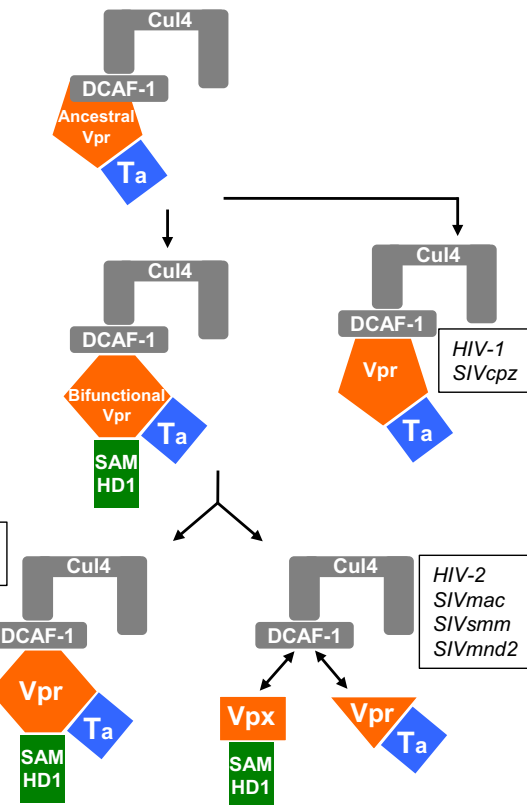 Cul4
DCAF-1
Ancestral
Vpr
Ta
Cul4
DCAF-1
Bifunctional
Vpr
Ta
SAM
HD1
Cul4
DCAF-1
Vpr
Ta
HIV-1
SIVcpz
Cul4
DCAF-1
Vpr
Ta
SAM
HD1
Cul4
DCAF-1
Vpx
SAM
HD1
Vpr
Ta
HIV-2
SIVmac
SIVsmm
SIVmnd2